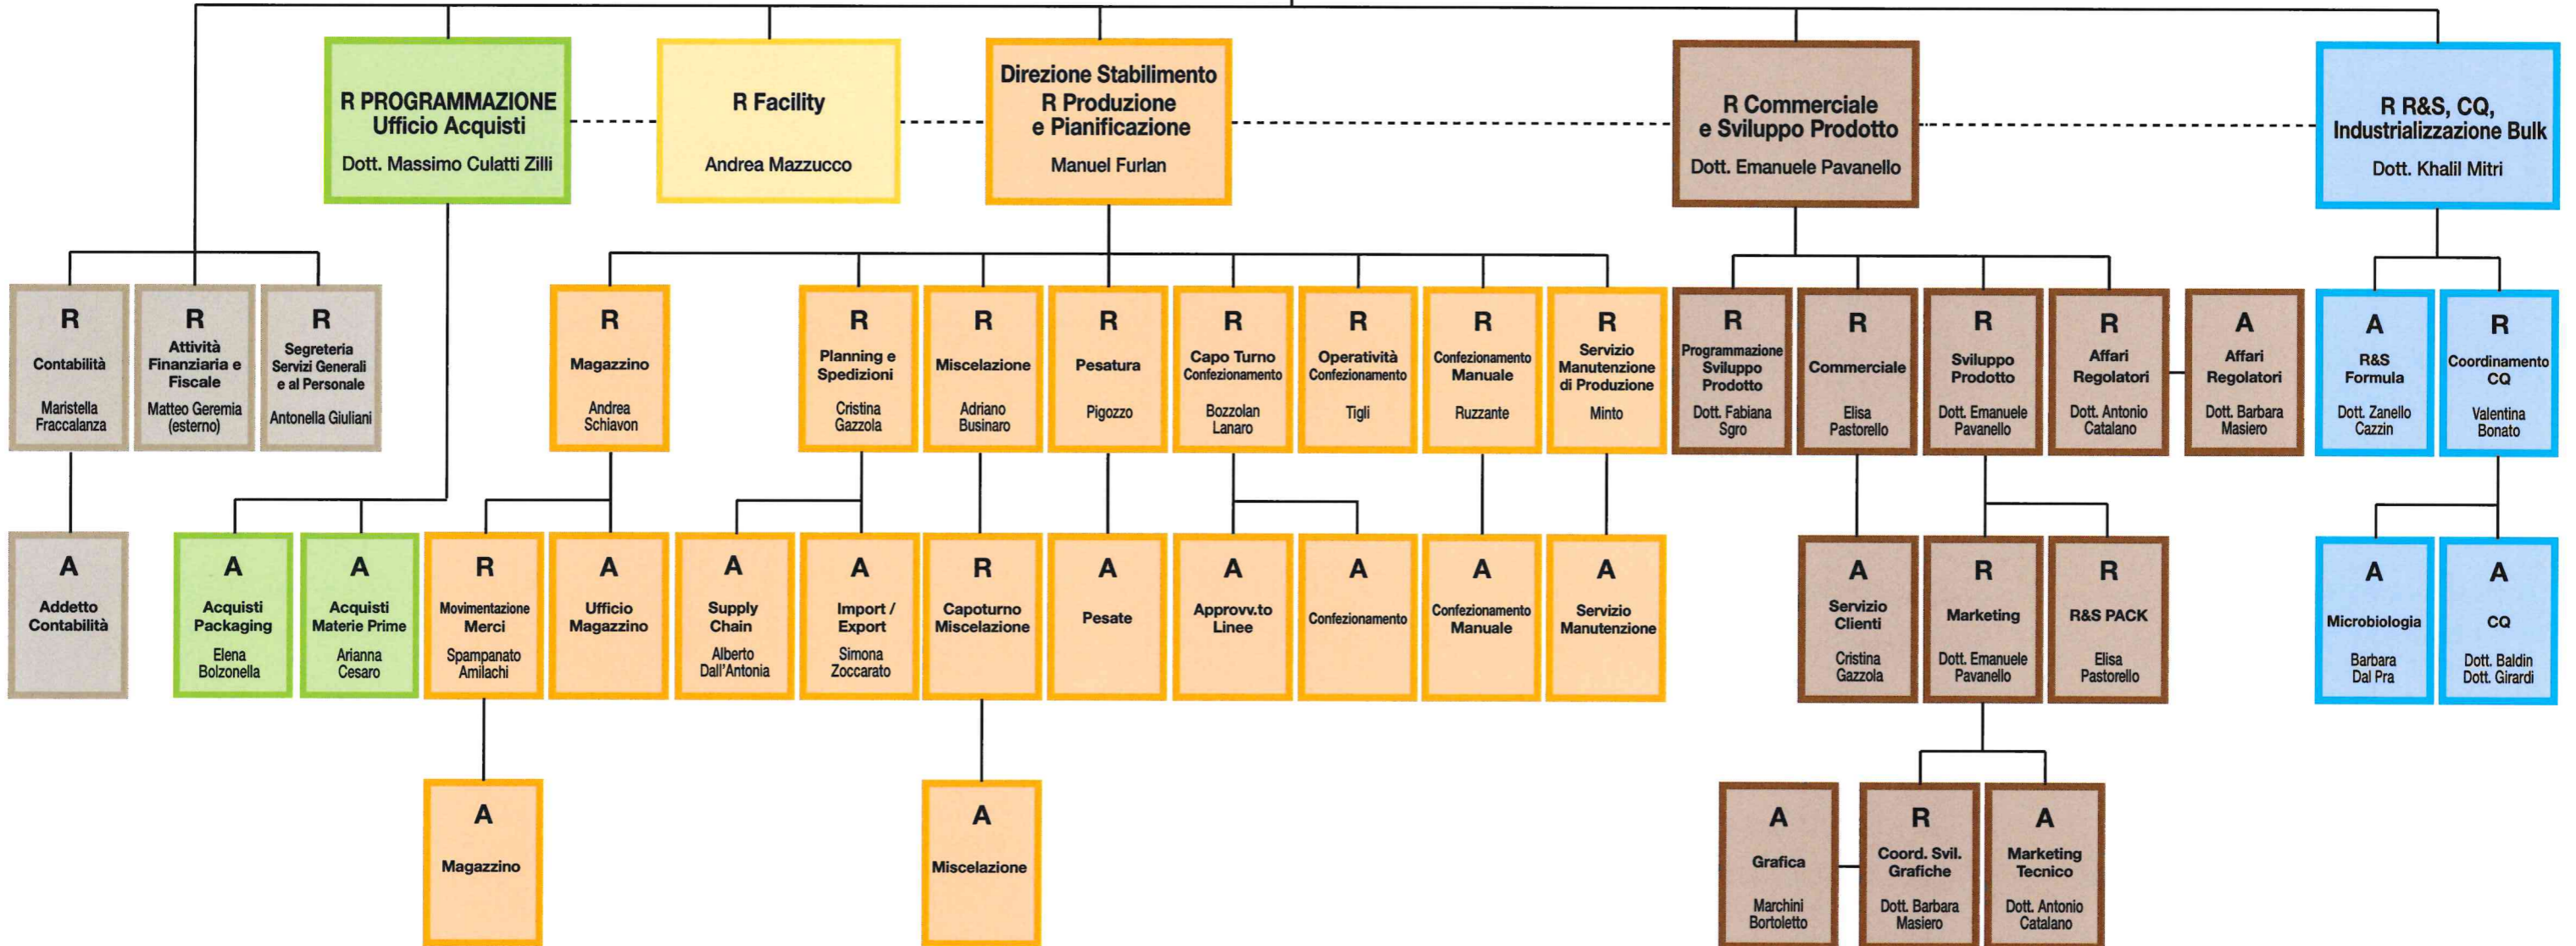 R PROGRAMMAZIONE
Ufficio Acquisti
Dott. Massimo Culatti Zilli
R Facility
Andrea Mazzucco
Direzione Stabilimento
R Produzione
e Pianificazione
Manuel Furlan
R Commerciale
e Sviluppo Prodotto
Dott. Emanuele Pavanello
R R&S, CQ,
Industrializzazione Bulk
Dott. Khalil Mitri
R
Contabilità
Maristella
Fraccalanza
R
Attività
Finanziaria e
Fiscale
Matteo Geremia
(esterno)
R
Segreteria
Servizi Generali
e al Personale
Antonella Giuliani
R
Magazzino
Andrea
Schiavon
R
Planning e
Spedizioni
Cristina
Gazzola
R
Miscelazione
Adriano
Businaro
R
Pesatura
Pigozzo
R
Capo Turno
Confezionamento
Bozzolan
Lanaro
R
Operatività
Confezionamento
Tigli
R
Confezionamento
Manuale
Ruzzante
R
Servizio
Manutenzione
di Produzione
Minto
R
Programmazione
Sviluppo
Prodotto
Dott. Fabiana
Sgro
R
Commerciale
Elisa
Pastorello
R
Sviluppo
Prodotto
Dott. Emanuele
Pavanello
R
Affari
Regolatori
Dott. Antonio
Catalano
A
Affari
Regolatori
Dott. Barbara
Masiero
A
R&S
Formula
Dott. Zanello
Cazzin
R
Coordinamento
CQ
Valentina
Bonato
A
Addetto
Contabilità
A
Acquisti
Packaging
Elena
Bolzonella
A
Acquisti
Materie Prime
Arianna
Cesaro
R
Movimentazione
Merci
Spampanato
Amilachi
A
Ufficio
Magazzino
A
Supply
Chain
Alberto
Dall'Antonia
A
Import /
Export
Simona
Zoccarato
R
Capoturno
Miscelazione
A
Pesate
A
Approvv.to
Linee
A
Confezionamento
A
Confezionamento
Manuale
A
Servizio
Manutenzione
A
Servizio
Clienti
Cristina
Gazzola
R
Marketing
Dott. Emanuele
Pavanello
R
R&S PACK
Elisa
Pastorello
A
Microbiologia
Barbara
Dal Pra
A
CQ
Dott. Baldin
Dott. Girardi
A
Magazzino
A
Miscelazione
A
Grafica
Marchini
Bortoletto
R
Coord. Svil.
Grafiche
Dott. Barbara
Masiero
A
Marketing
Tecnico
Dott. Antonio
Catalano